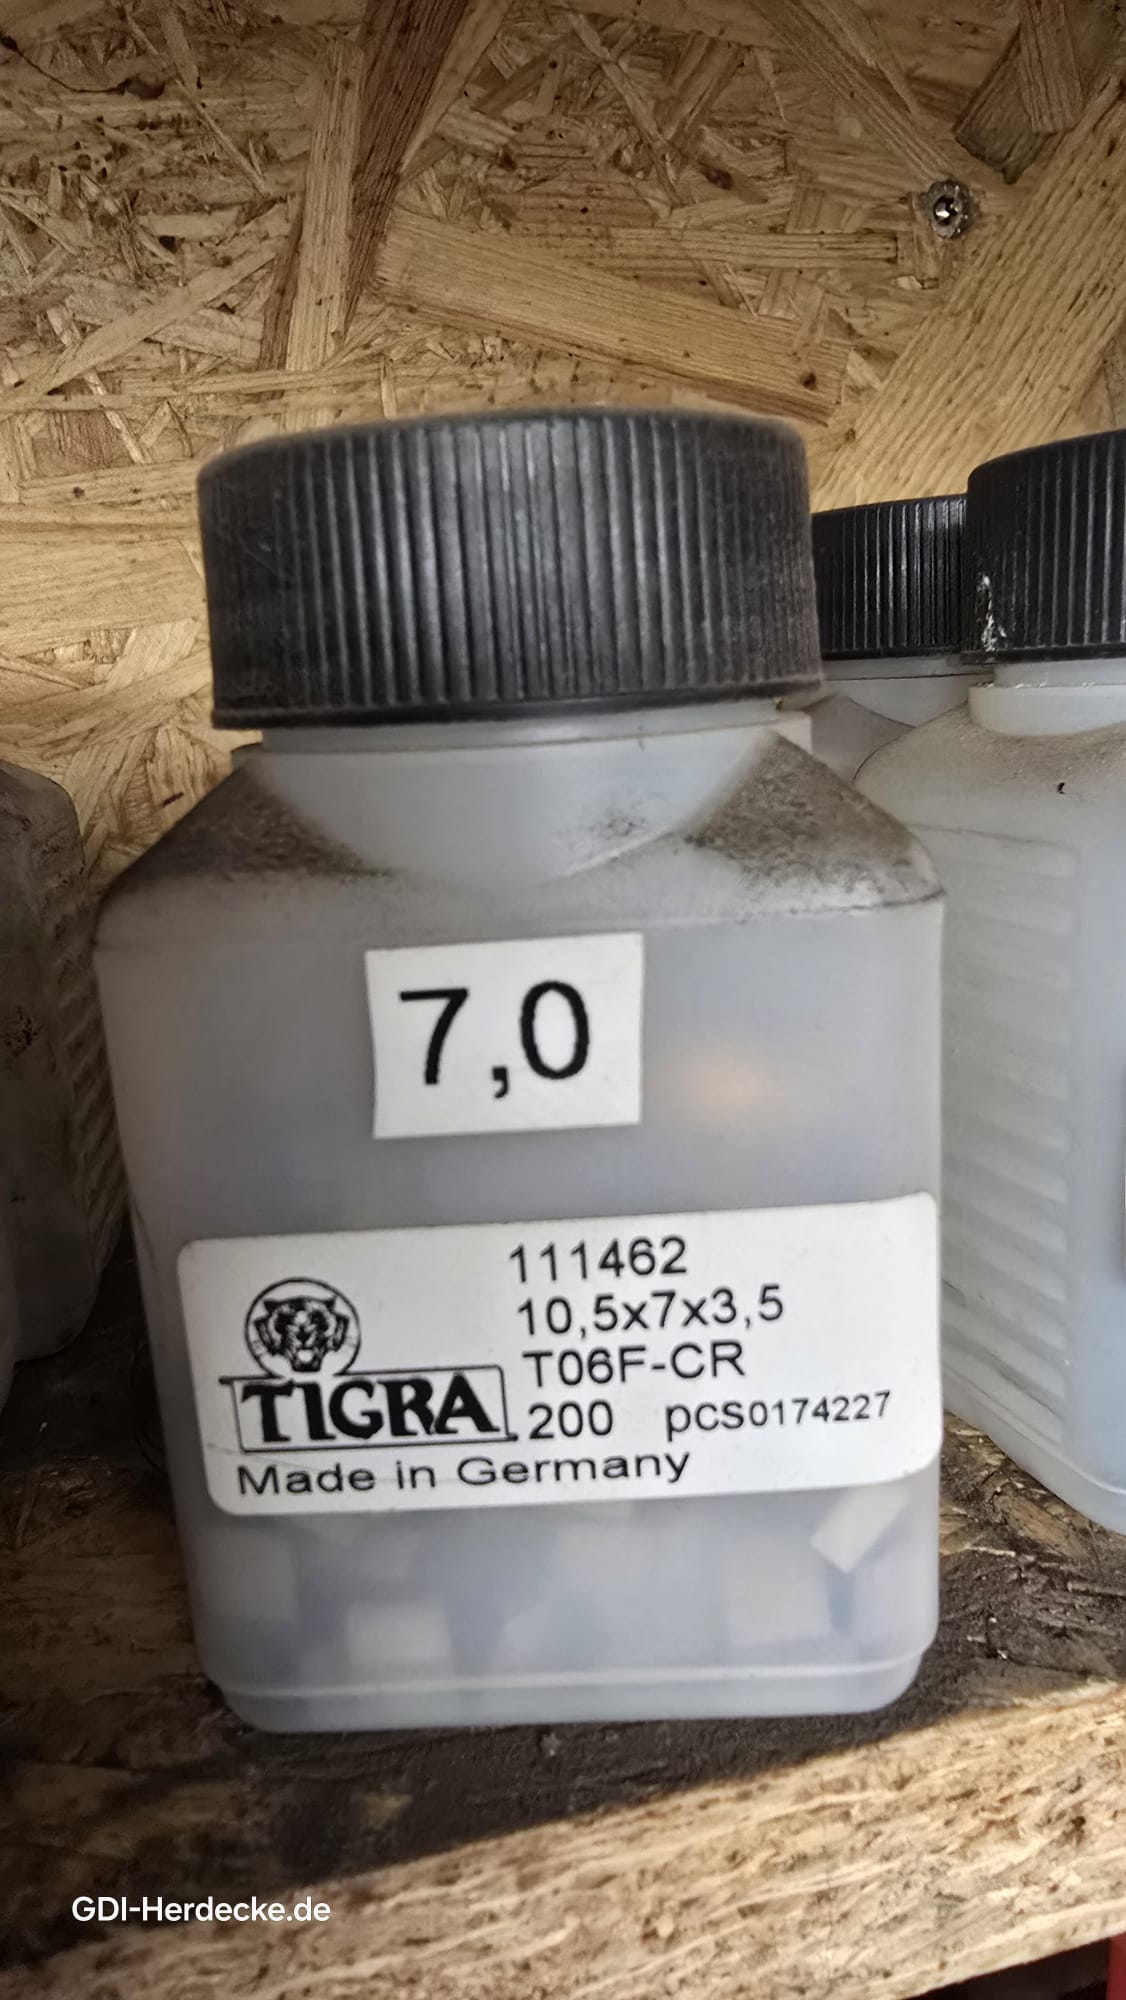 7,0
111462
10,5x7x3,5
T06F-CR
TIGRA 200 pcs0174227
Made in Germany
GDI-Herdecke.de